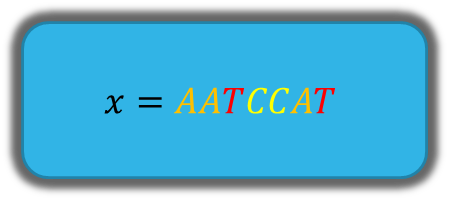 x = AATCCAT